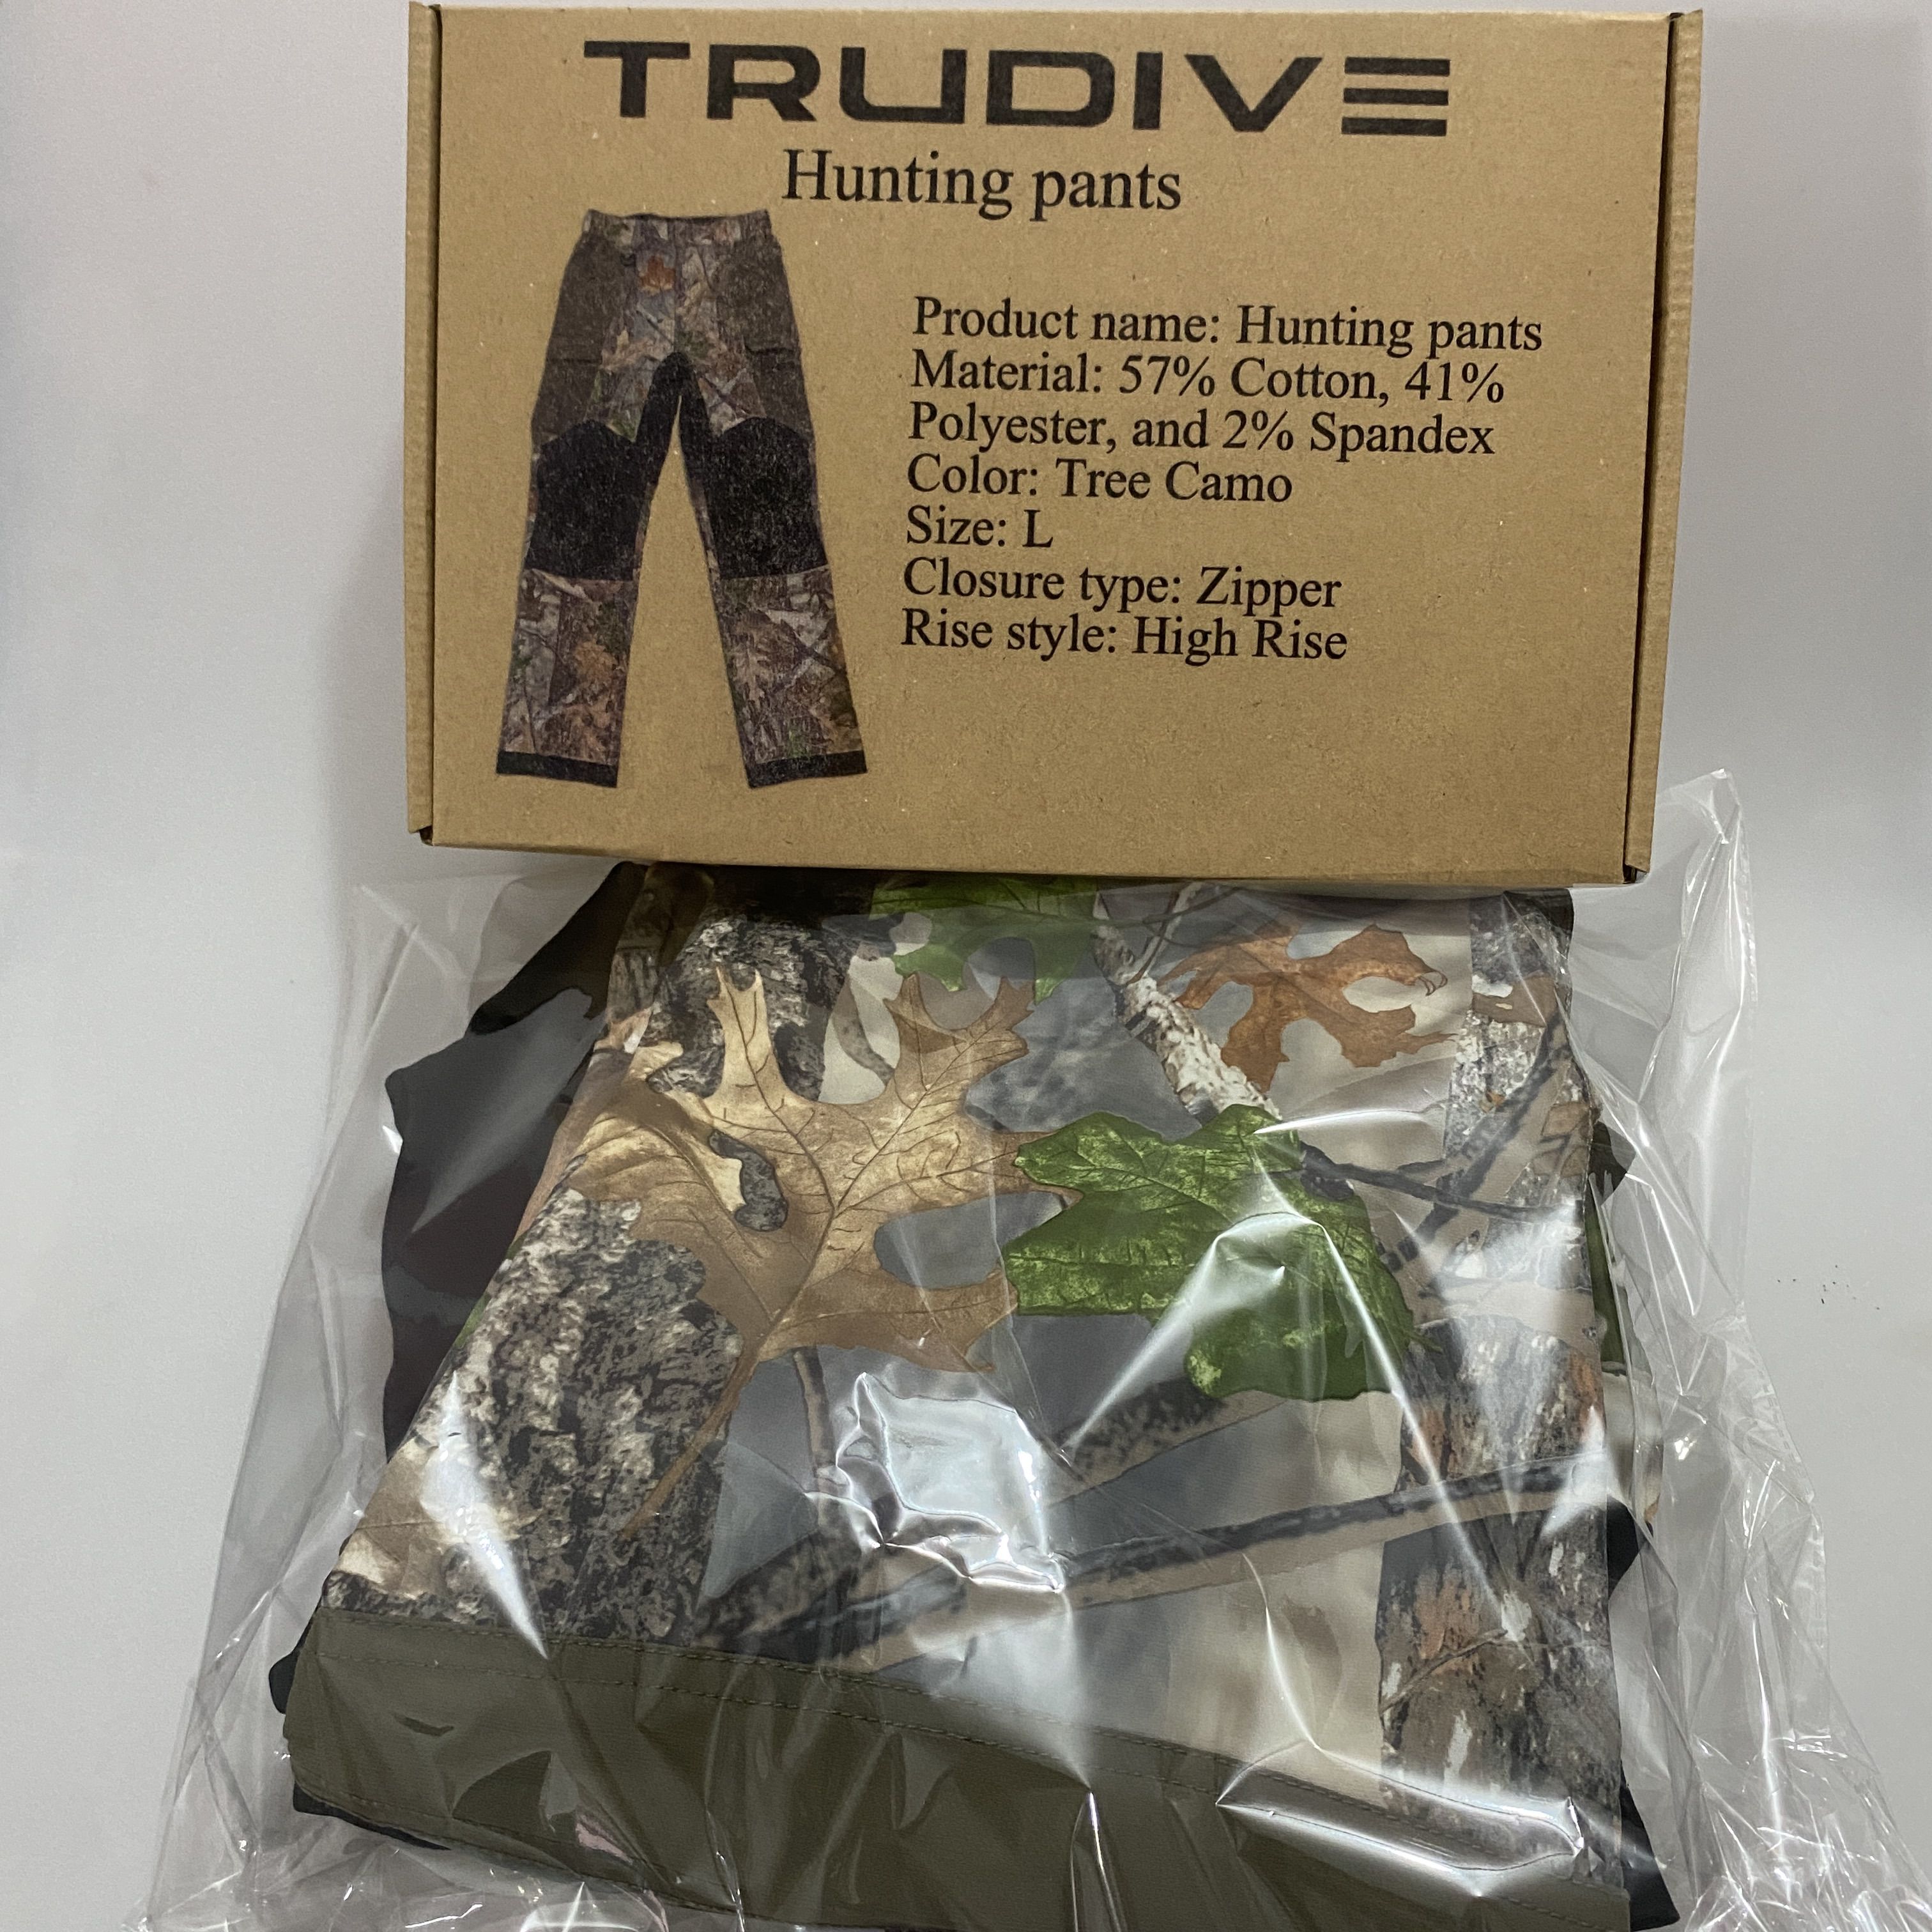 TRUDIVE
Hunting pants
Product name: Hunting pants
Material: 57% Cotton, 41%
Polyester, and 2% Spandex
Color: Tree Camo
Size: L
Closure type: Zipper
Rise style: High Rise